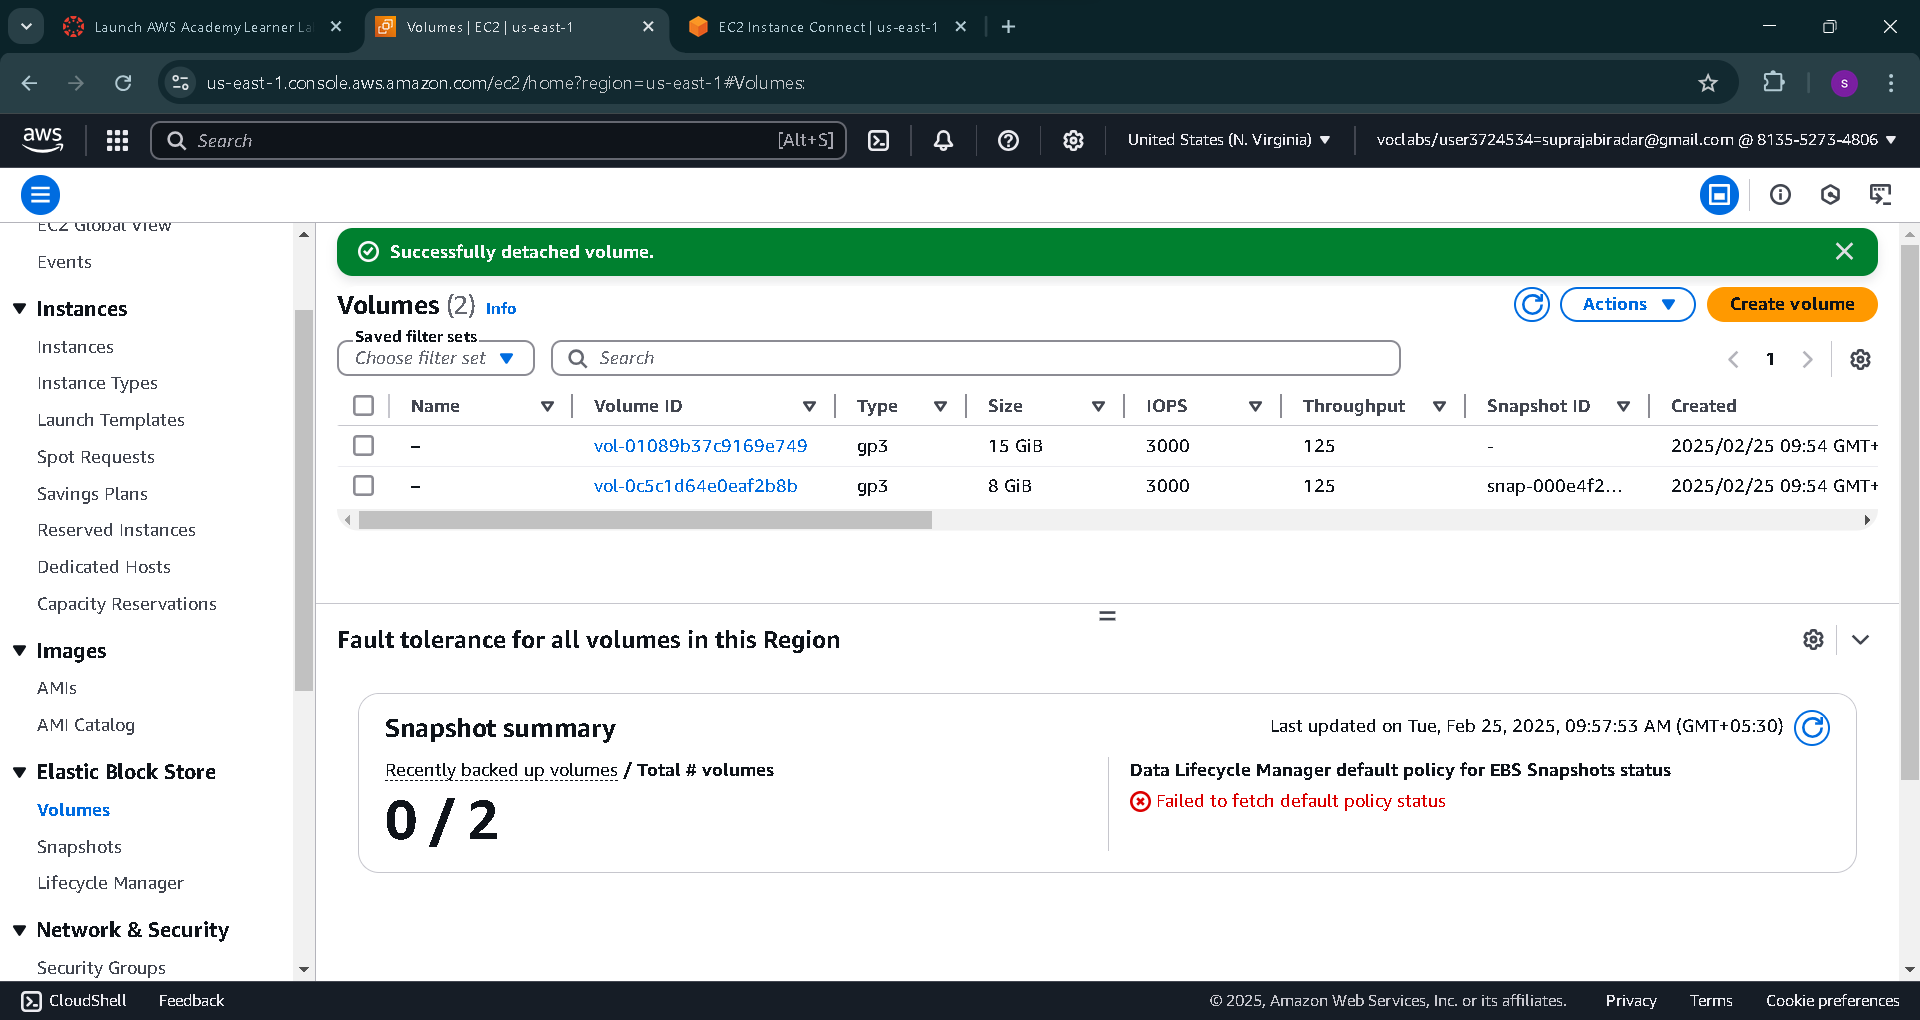 Launch AWS Academy Learner La
Volumes | EC2 | us-east-1
EC2 Instance Connect | us-east-1
us-east-1.console.aws.amazon.com/ec2/home?region=us-east-1#Volumes:
s
aws
Search
[Alt+S]
United States (N. Virginia)
voclabs/user3724534=suprajabiradar@gmail.com @ 8135-5273-4806
EC2 Global View
Events
Instances
Instances
Instance Types
Launch Templates
Spot Requests
Savings Plans
Reserved Instances
Dedicated Hosts
Capacity Reservations
Images
AMIs
AMI Catalog
Elastic Block Store
Volumes
Snapshots
Lifecycle Manager
Network & Security
Security Groups
Successfully detached volume.
Volumes (2) Info
Actions
Create volume
Saved filter sets
Choose filter set
Search
1
Name Volume ID Type Size IOPS Throughput Snapshot ID Created
– vol-01089b37c9169e749 gp3 15 GiB 3000 125 - 2025/02/25 09:54 GMT+
– vol-0c5c1d64e0eaf2b8b gp3 8 GiB 3000 125 snap-000e4f2... 2025/02/25 09:54 GMT+
Fault tolerance for all volumes in this Region
Snapshot summary
Last updated on Tue, Feb 25, 2025, 09:57:53 AM (GMT+05:30)
Recently backed up volumes / Total # volumes
0 / 2
Data Lifecycle Manager default policy for EBS Snapshots status
Failed to fetch default policy status
CloudShell
Feedback
© 2025, Amazon Web Services, Inc. or its affiliates.
Privacy
Terms
Cookie preferences